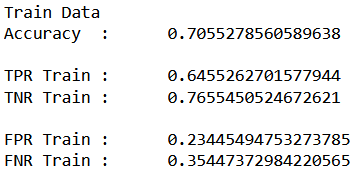 Train Data
Accuracy : 0.7055278560589638
TPR Train : 0.6455262701577944
TNR Train : 0.7655450524672621
FPR Train : 0.23445494753273785
FNR Train : 0.35447372984220565